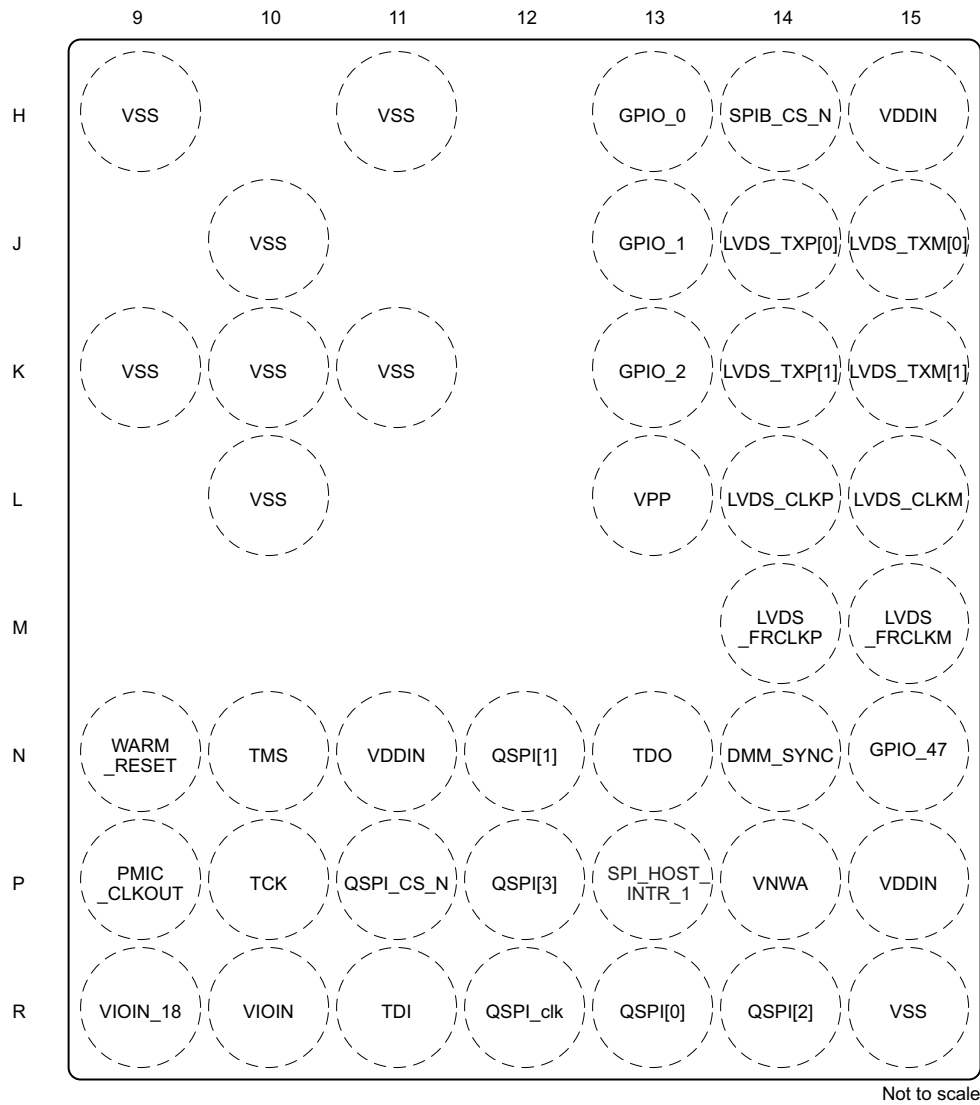 9 10 11 12 13 14 15
H VSS VSS GPIO_0 SPIB_CS_N VDDIN
J VSS GPIO_1 LVDS_TXP[0] LVDS_TXM[0]
K VSS VSS VSS GPIO_2 LVDS_TXP[1] LVDS_TXM[1]
L VSS VPP LVDS_CLKP LVDS_CLKM
M LVDS _FRCLKP LVDS _FRCLKM
N WARM _RESET TMS VDDIN QSPI[1] TDO DMM_SYNC GPIO_47
P PMIC _CLKOUT TCK QSPI_CS_N QSPI[3] SPI_HOST_ INTR_1 VNWA VDDIN
R VIOIN_18 VIOIN TDI QSPI_clk QSPI[0] QSPI[2] VSS
Not to scale